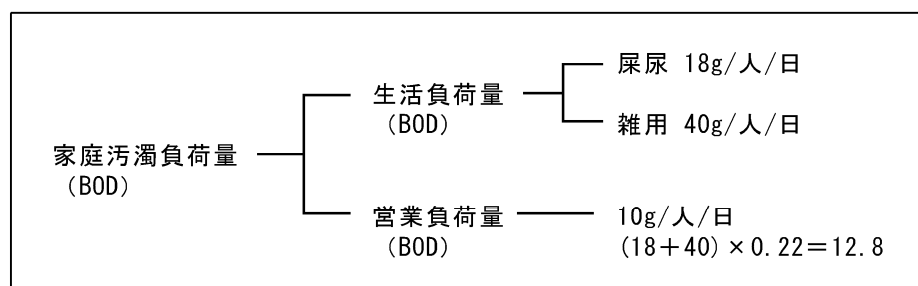 家庭汚濁負荷量
(BOD)
生活負荷量
(BOD)
屎尿 18g/人/日
雑用 40g/人/日
営業負荷量
(BOD)
10g/人/日
(18+40)×0.22=12.8